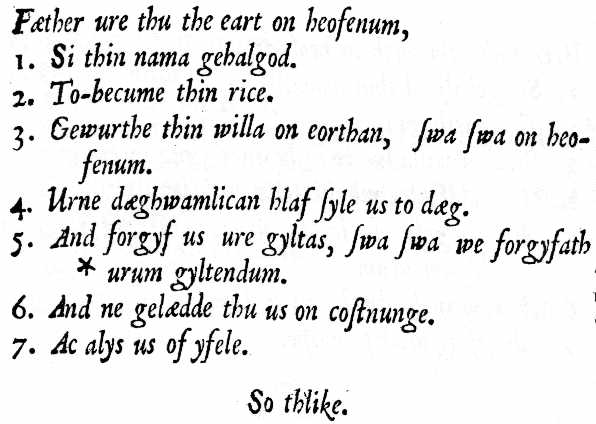 Fæther ure thu the eart on heofenum,
1. Si thin nama gehalgod.
2. To-becume thin rice.
3. Gewurthe thin willa on eorthan, ſwa ſwa on heo-
fenum.
4. Urne dæghwamlican hlaf ſyle us to dæg.
5. And forgyf us ure gyltas, ſwa ſwa we forgyfath
* urum gyltendum.
6. And ne gelædde thu us on coſtnunge.
7. Ac alys us of yfele.
So thlike.